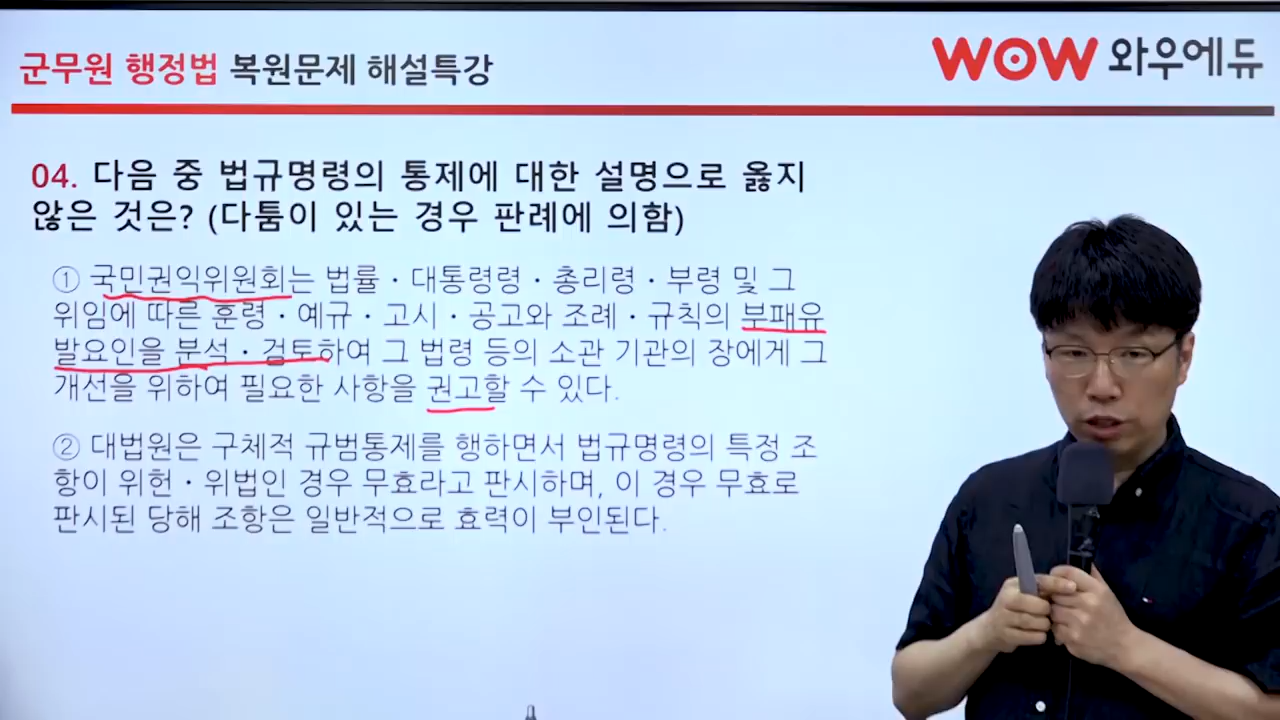 군무원 행정법 복원문제 해설특강
WOW 와우에듀
04. 다음 중 법규명령의 통제에 대한 설명으로 옳지
않은 것은? (다툼이 있는 경우 판례에 의함)
① 국민권익위원회는 법률・대통령령・총리령・부령 및 그
위임에 따른 훈령・예규・고시・공고와 조례・규칙의 부패유
발요인을 분석・검토하여 그 법령 등의 소관 기관의 장에게 그
개선을 위하여 필요한 사항을 권고할 수 있다.
② 대법원은 구체적 규범통제를 행하면서 법규명령의 특정 조
항이 위헌・위법인 경우 무효라고 판시하며, 이 경우 무효로
판시된 당해 조항은 일반적으로 효력이 부인된다.